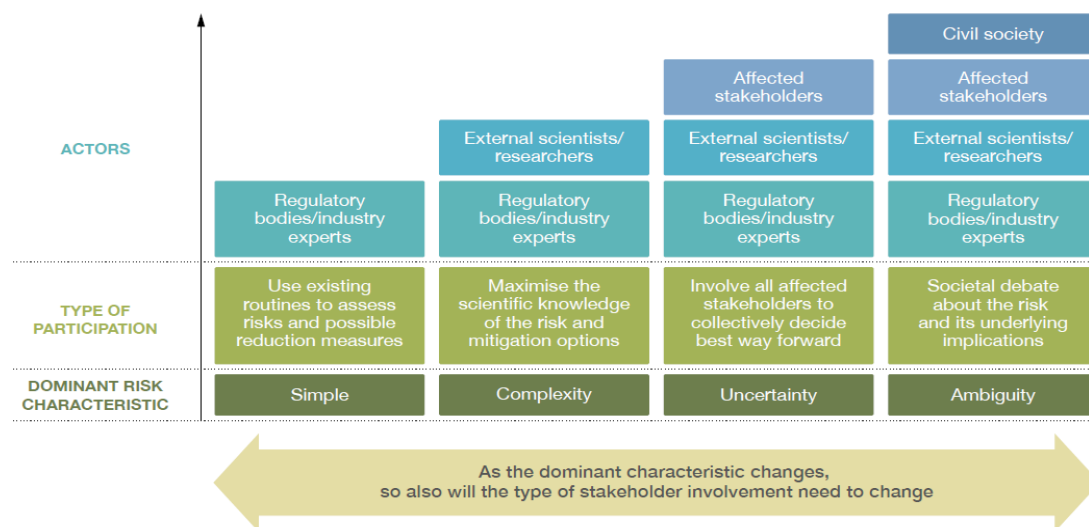 Civil society
Affected
stakeholders
Affected
stakeholders
ACTORS
External scientists/
researchers
External scientists/
researchers
External scientists/
researchers
Regulatory
bodies/industry
experts
Regulatory
bodies/industry
experts
Regulatory
bodies/industry
experts
Regulatory
bodies/industry
experts
TYPE OF
PARTICIPATION
Use existing
routines to assess
risks and possible
reduction measures
Maximise the
scientific knowledge
of the risk and
mitigation options
Involve all affected
stakeholders to
collectively decide
best way forward
Societal debate
about the risk
and its underlying
implications
DOMINANT RISK
CHARACTERISTIC
Simple
Complexity
Uncertainty
Ambiguity
As the dominant characteristic changes,
so also will the type of stakeholder involvement need to change